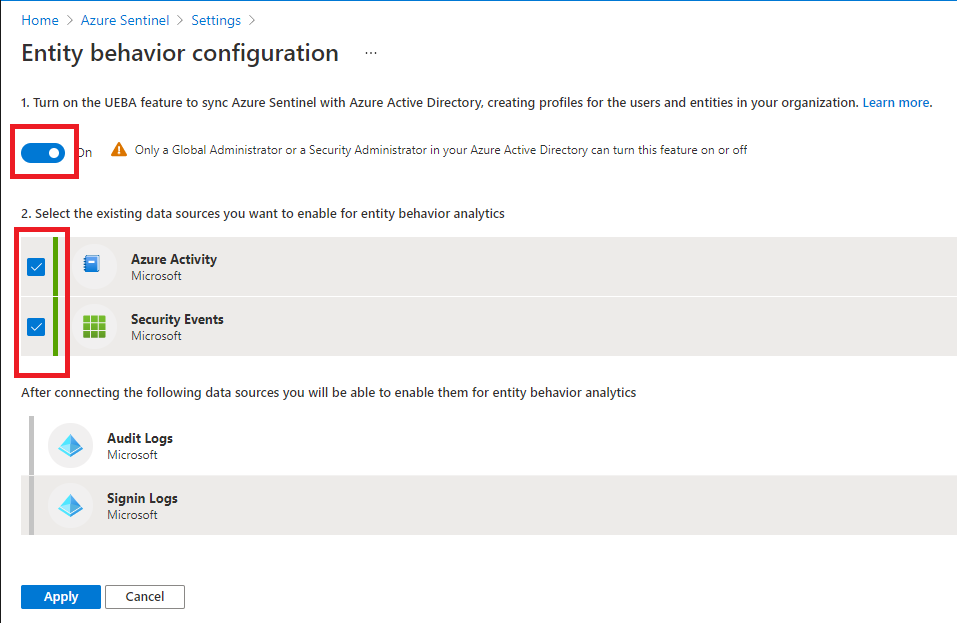 Home > Azure Sentinel > Settings >
Entity behavior configuration ...
1. Turn on the UEBA feature to sync Azure Sentinel with Azure Active Directory, creating profiles for the users and entities in your organization. Learn more.
On Only a Global Administrator or a Security Administrator in your Azure Active Directory can turn this feature on or off
2. Select the existing data sources you want to enable for entity behavior analytics
Azure Activity
Microsoft
Security Events
Microsoft
After connecting the following data sources you will be able to enable them for entity behavior analytics
Audit Logs
Microsoft
Signin Logs
Microsoft
Apply Cancel